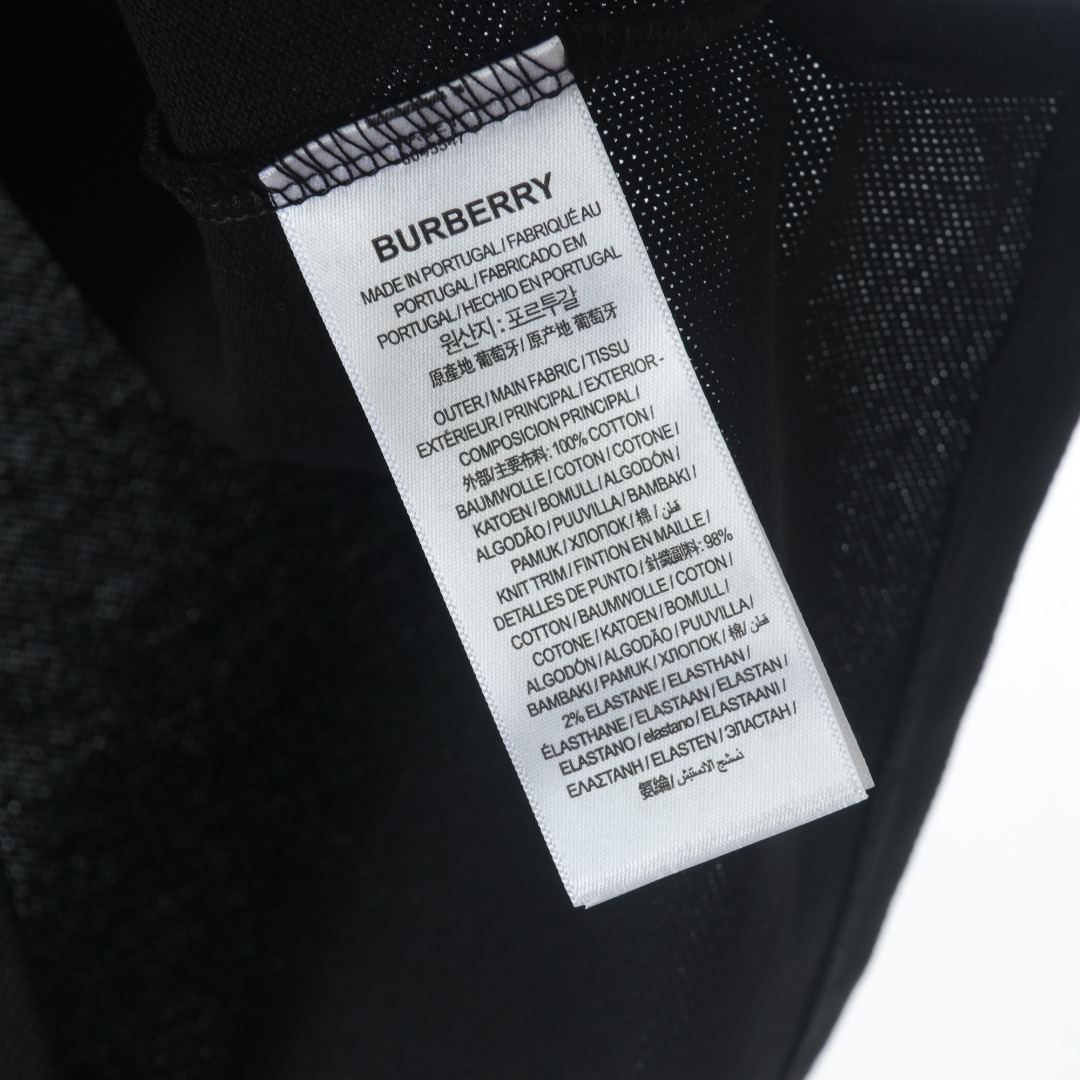 BURBERRY
MADE IN PORTUGAL / FABRIQUÉ AU
PORTUGAL / FABRICADO EM
PORTUGAL / HECHO EN PORTUGAL
원산지 : 포르투갈
原產地 葡萄牙 / 原产地 葡萄牙
OUTER / MAIN FABRIC / TISSU
EXTÉRIEUR / PRINCIPAL / EXTERIOR-
COMPOSICION PRINCIPAL /
外部/主要布料: 100% COTTON /
BAUMWOLLE / COTON / COTONE /
KATOEN / BOMULL / ALGODÓN /
ALGODÃO / PUUVILLA / BAMBAKI /
PAMUK / ХЛОПОК / 棉 / قطن
KNIT TRIM / FINTION EN MAILLE /
DETALLES DE PUNTO / 針織副料: 98%
COTTON / BAUMWOLLE / COTON /
COTONE / KATOEN / BOMULL /
ALGODÓN / ALGODÃO / PUUVILLA /
BAMBAKI / PAMUK / ХЛОПОК / 棉/ قطن
2% ELASTANE / ELASTHAN /
ÉLASTHANE / ELASTAAN / ELASTAN /
ELASTANO / elastano / ELASTAANI /
ΕΛΑΣΤΑΝΗ / ELASTEN / ЭЛАСТАН /
氨綸/